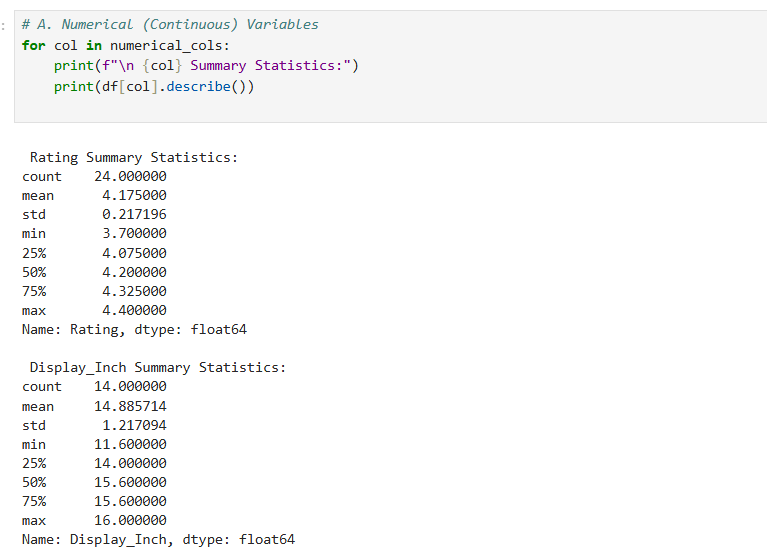 :
# A. Numerical (Continuous) Variables
for col in numerical_cols:
    print(f"\n {col} Summary Statistics:")
    print(df[col].describe())
 Rating Summary Statistics:
count    24.000000
mean      4.175000
std       0.217196
min       3.700000
25%       4.075000
50%       4.200000
75%       4.325000
max       4.400000
Name: Rating, dtype: float64
 Display_Inch Summary Statistics:
count    14.000000
mean     14.885714
std       1.217094
min      11.600000
25%      14.000000
50%      15.600000
75%      15.600000
max      16.000000
Name: Display_Inch, dtype: float64